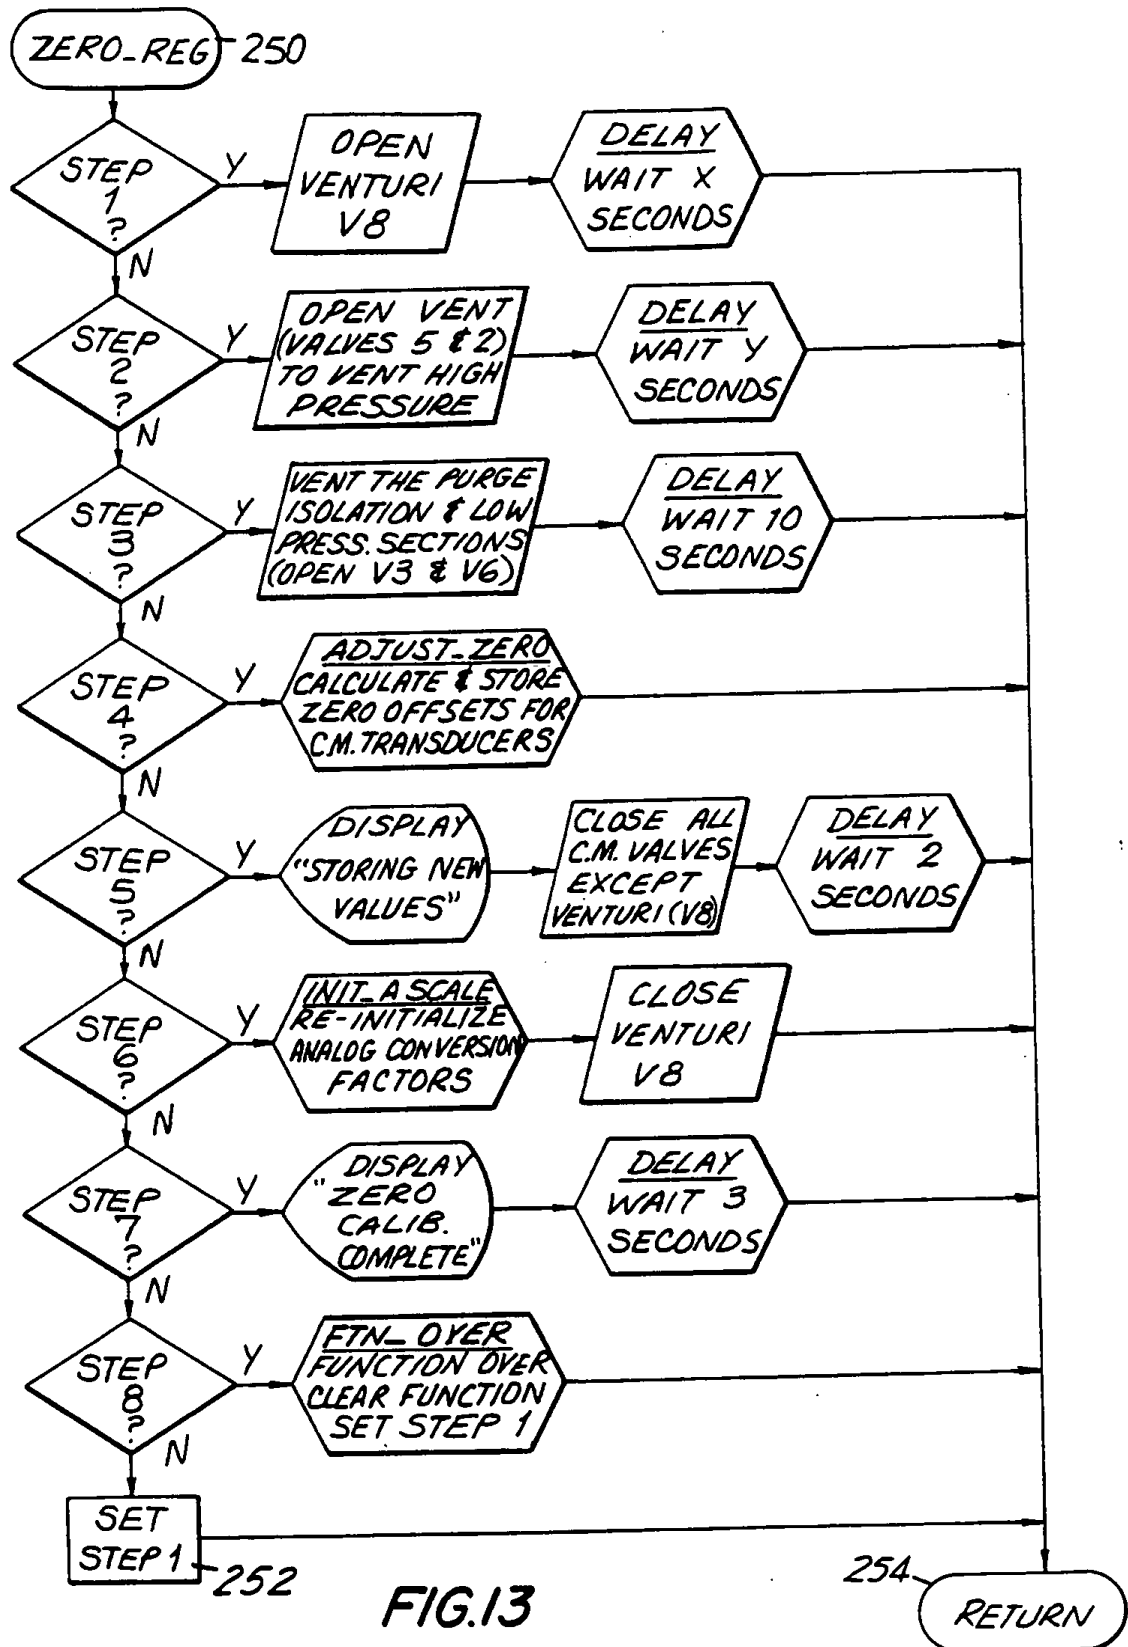 ZERO_REG 250
STEP
1
?
Y
N
OPEN
VENTURI
V8
DELAY
WAIT X
SECONDS
STEP
2
?
Y
N
OPEN VENT
(VALVES 5 & 2)
TO VENT HIGH
PRESSURE
DELAY
WAIT Y
SECONDS
STEP
3
?
Y
N
VENT THE PURGE
ISOLATION & LOW
PRESS. SECTIONS
(OPEN V3 & V6)
DELAY
WAIT 10
SECONDS
STEP
4
?
Y
N
ADJUST_ZERO
CALCULATE & STORE
ZERO OFFSETS FOR
C.M. TRANSDUCERS
STEP
5
?
Y
N
DISPLAY
"STORING NEW
VALUES"
CLOSE ALL
C.M. VALVES
EXCEPT
VENTURI (V8)
DELAY
WAIT 2
SECONDS
STEP
6
?
Y
N
INIT_A SCALE
RE-INITIALIZE
ANALOG CONVERSION
FACTORS
CLOSE
VENTURI
V8
STEP
7
?
Y
N
DISPLAY
"ZERO
CALIB.
COMPLETE"
DELAY
WAIT 3
SECONDS
STEP
8
?
Y
N
FTN_OVER
FUNCTION OVER
CLEAR FUNCTION
SET STEP 1
SET
STEP 1
252
254
RETURN
FIG.13